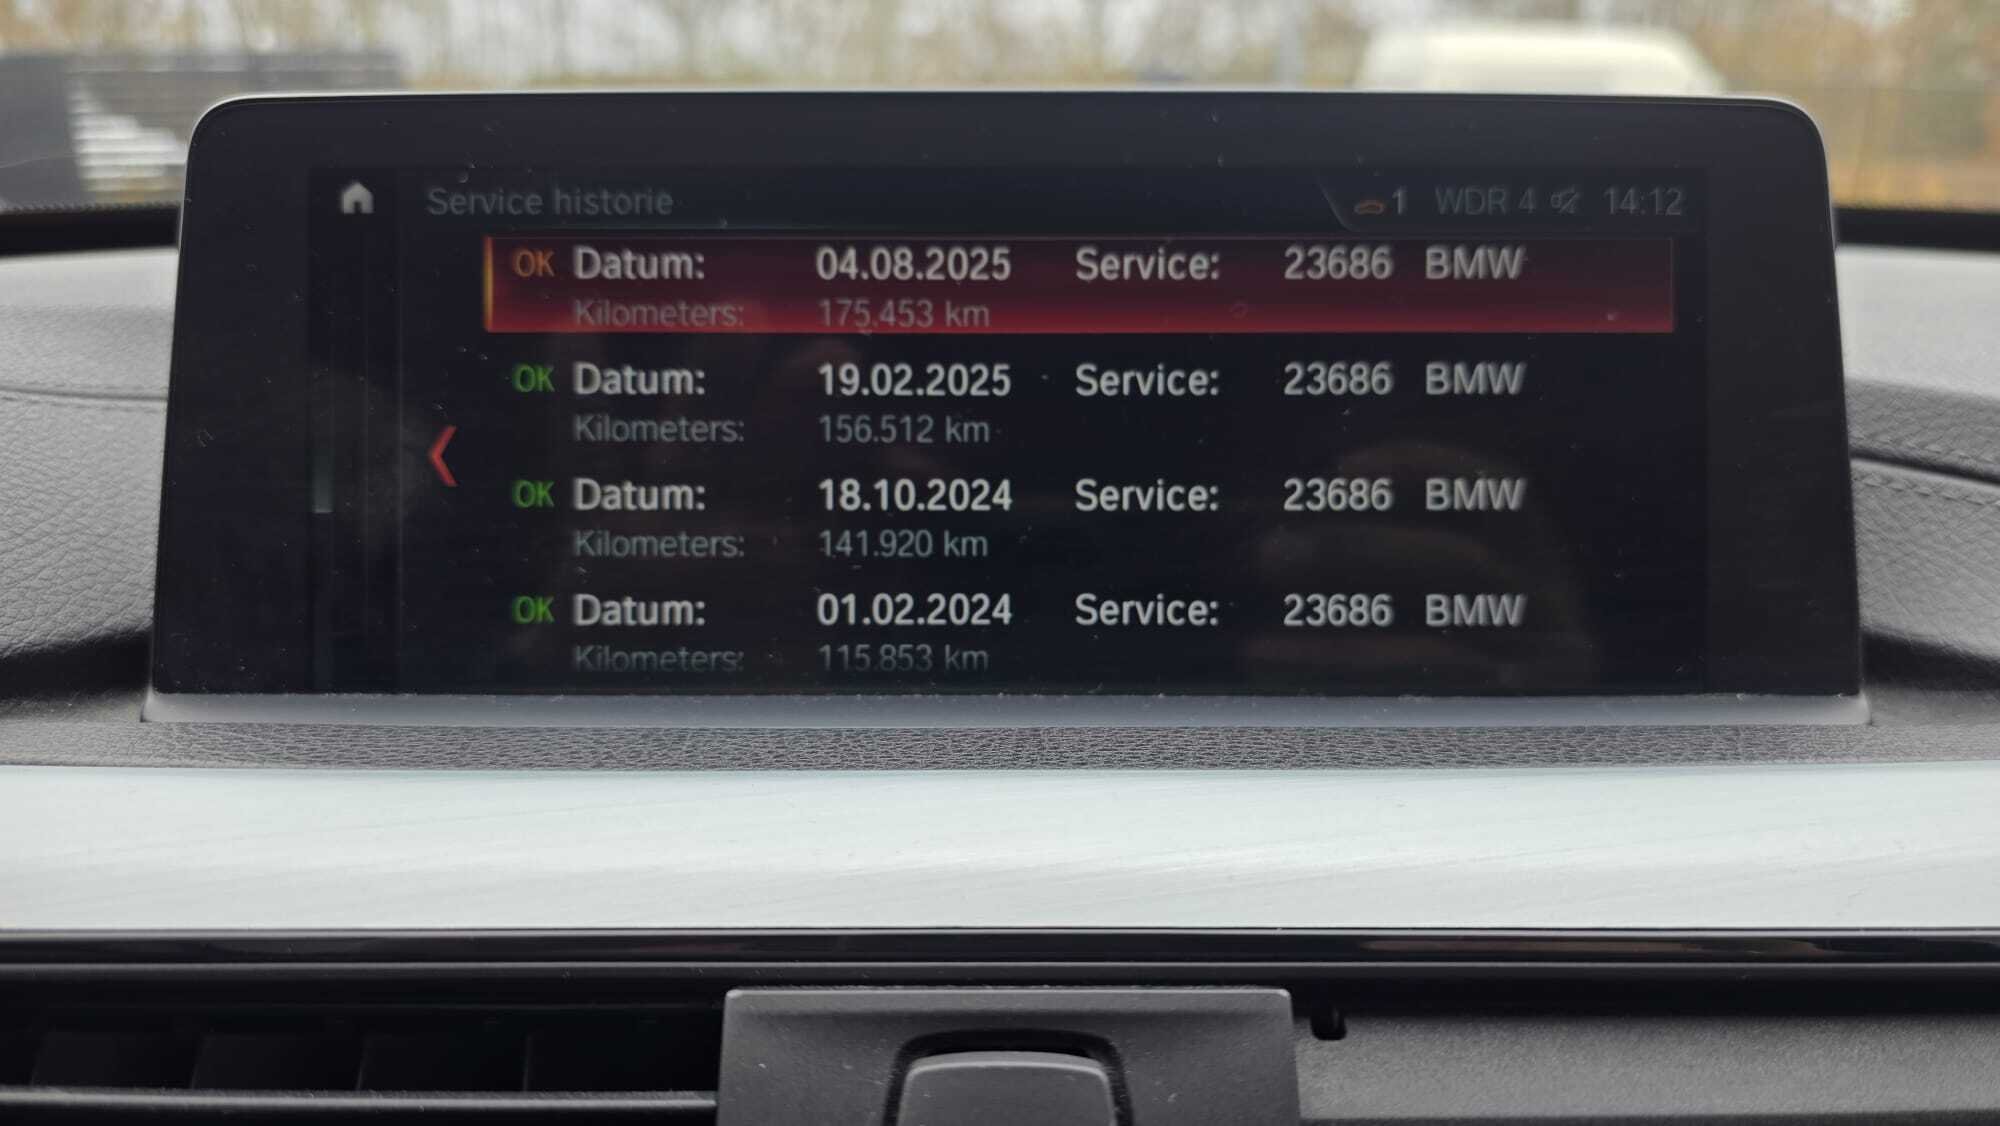 Service historie 1 WDR 4 14:12
OK Datum: 04.08.2025 Service: 23686 BMW
Kilometers: 175.453 km
OK Datum: 19.02.2025 Service: 23686 BMW
Kilometers: 156.512 km
OK Datum: 18.10.2024 Service: 23686 BMW
Kilometers: 141.920 km
OK Datum: 01.02.2024 Service: 23686 BMW
Kilometers: 115.853 km